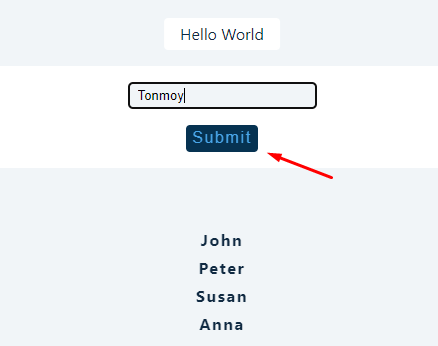 Hello World
Tonmoy
Submit
John
Peter
Susan
Anna